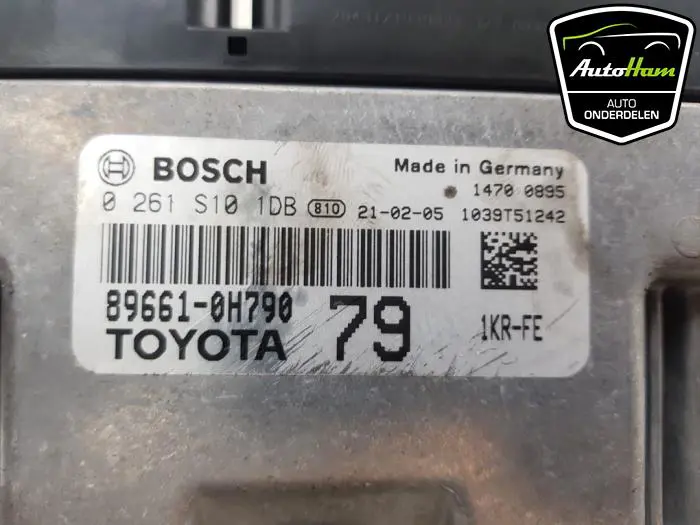 AutoHam
AUTO
ONDERDELEN
BOSCH
Made in Germany
1470 0895
0 261 S10 1DB 810 21-02-05 1039T51242
89661-0H790
79
1KR-FE
TOYOTA